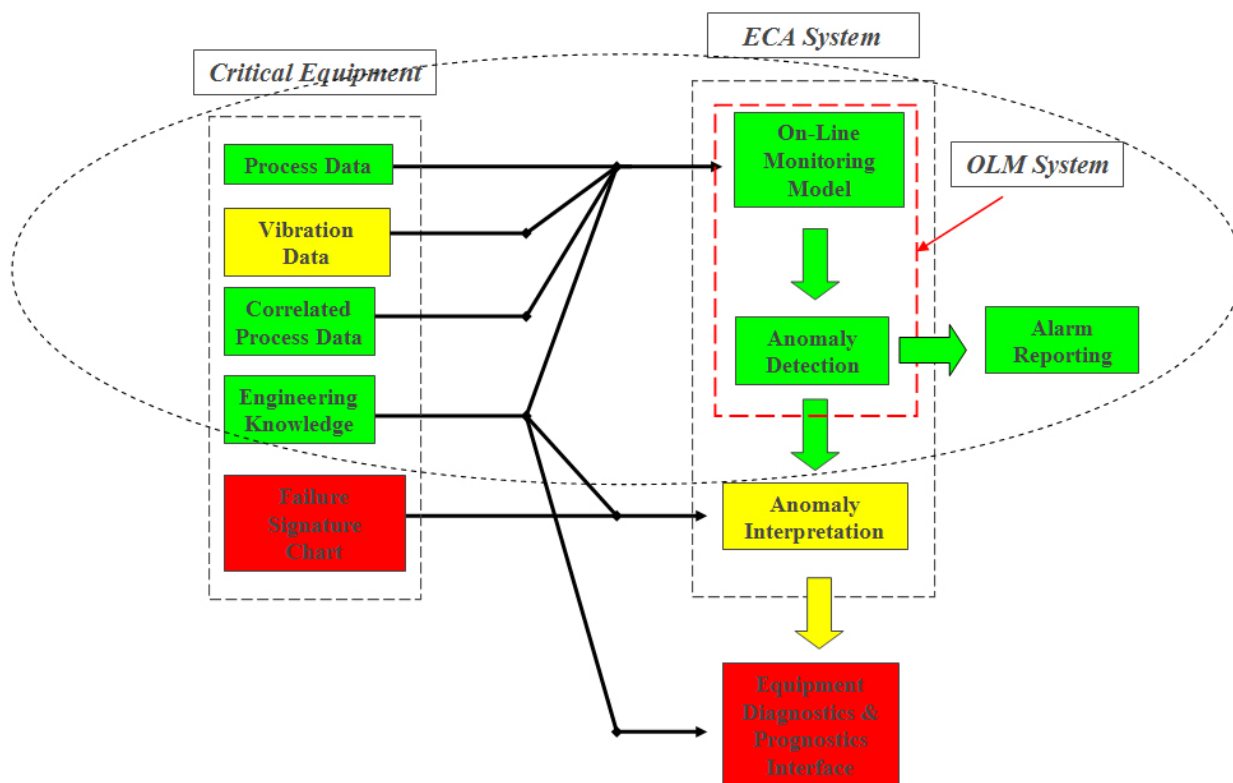 ECA System
Critical Equipment
Process Data
Vibration
Data
Correlated
Process Data
Engineering
Knowledge
Failure
Signature
Chart
On-Line
Monitoring
Model
OLM System
Anomaly
Detection
Alarm
Reporting
Anomaly
Interpretation
Equipment
Diagnostics &
Prognostics
Interface